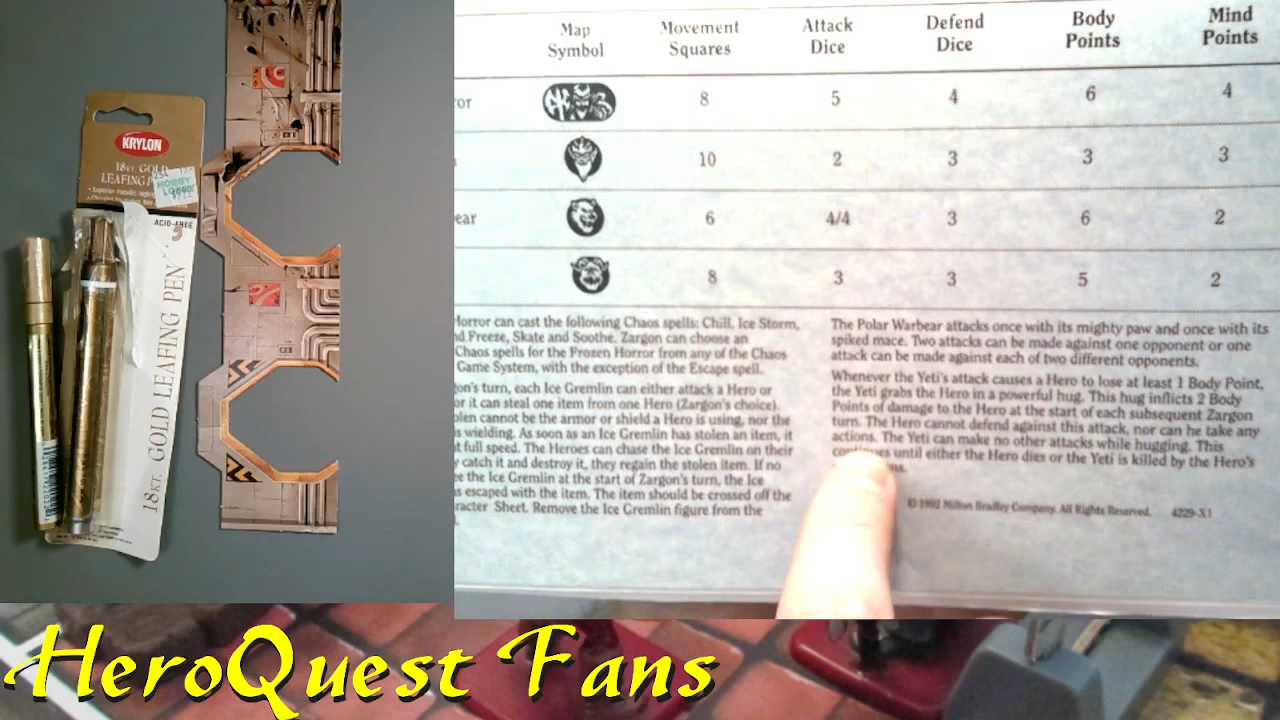 KRYLON
18KT. GOLD
LEAFING
HOBBY
LOBBY
ACID-FREE
18KT. GOLD LEAFING PEN
Map Symbol
Movement Squares
Attack Dice
Defend Dice
Body Points
Mind Points
8 5 4 6 4
10 2 3 3 3
6 4/4 3 6 2
8 3 3 5 2
Horror can cast the following Chaos spells: Chill, Ice Storm,
Freeze, Skate and Soothe. Zargon can choose an
Chaos spells for the Frozen Horror from any of the Chaos
Game System, with the exception of the Escape spell.
turn, each Ice Gremlin can either attack a Hero or
or it can steal one item from one Hero (Zargon's choice).
cannot be the armor or shield a Hero is using, nor the
wielding. As soon as an Ice Gremlin has stolen an item, it
full speed. The Heroes can chase the Ice Gremlin on their
catch it and destroy it, they regain the stolen item. If no
the Ice Gremlin at the start of Zargon's turn, the Ice
escaped with the item. The item should be crossed off the
Sheet. Remove the Ice Gremlin figure from the
The Polar Warbear attacks once with its mighty paw and once with its
spiked mace. Two attacks can be made against one opponent or one
attack can be made against each of two different opponents.
Whenever the Yeti's attack causes a Hero to lose at least 1 Body Point,
the Yeti grabs the Hero in a powerful hug. This hug inflicts 2 Body
Points of damage to the Hero at the start of each subsequent Zargon
turn. The Hero cannot defend against this attack, nor can he take any
actions. The Yeti can make no other attacks while hugging. This
continues until either the Hero dies or the Yeti is killed by the Hero's
© 1992 Milton Bradley Company. All Rights Reserved. 4229-X1
HeroQuest Fans